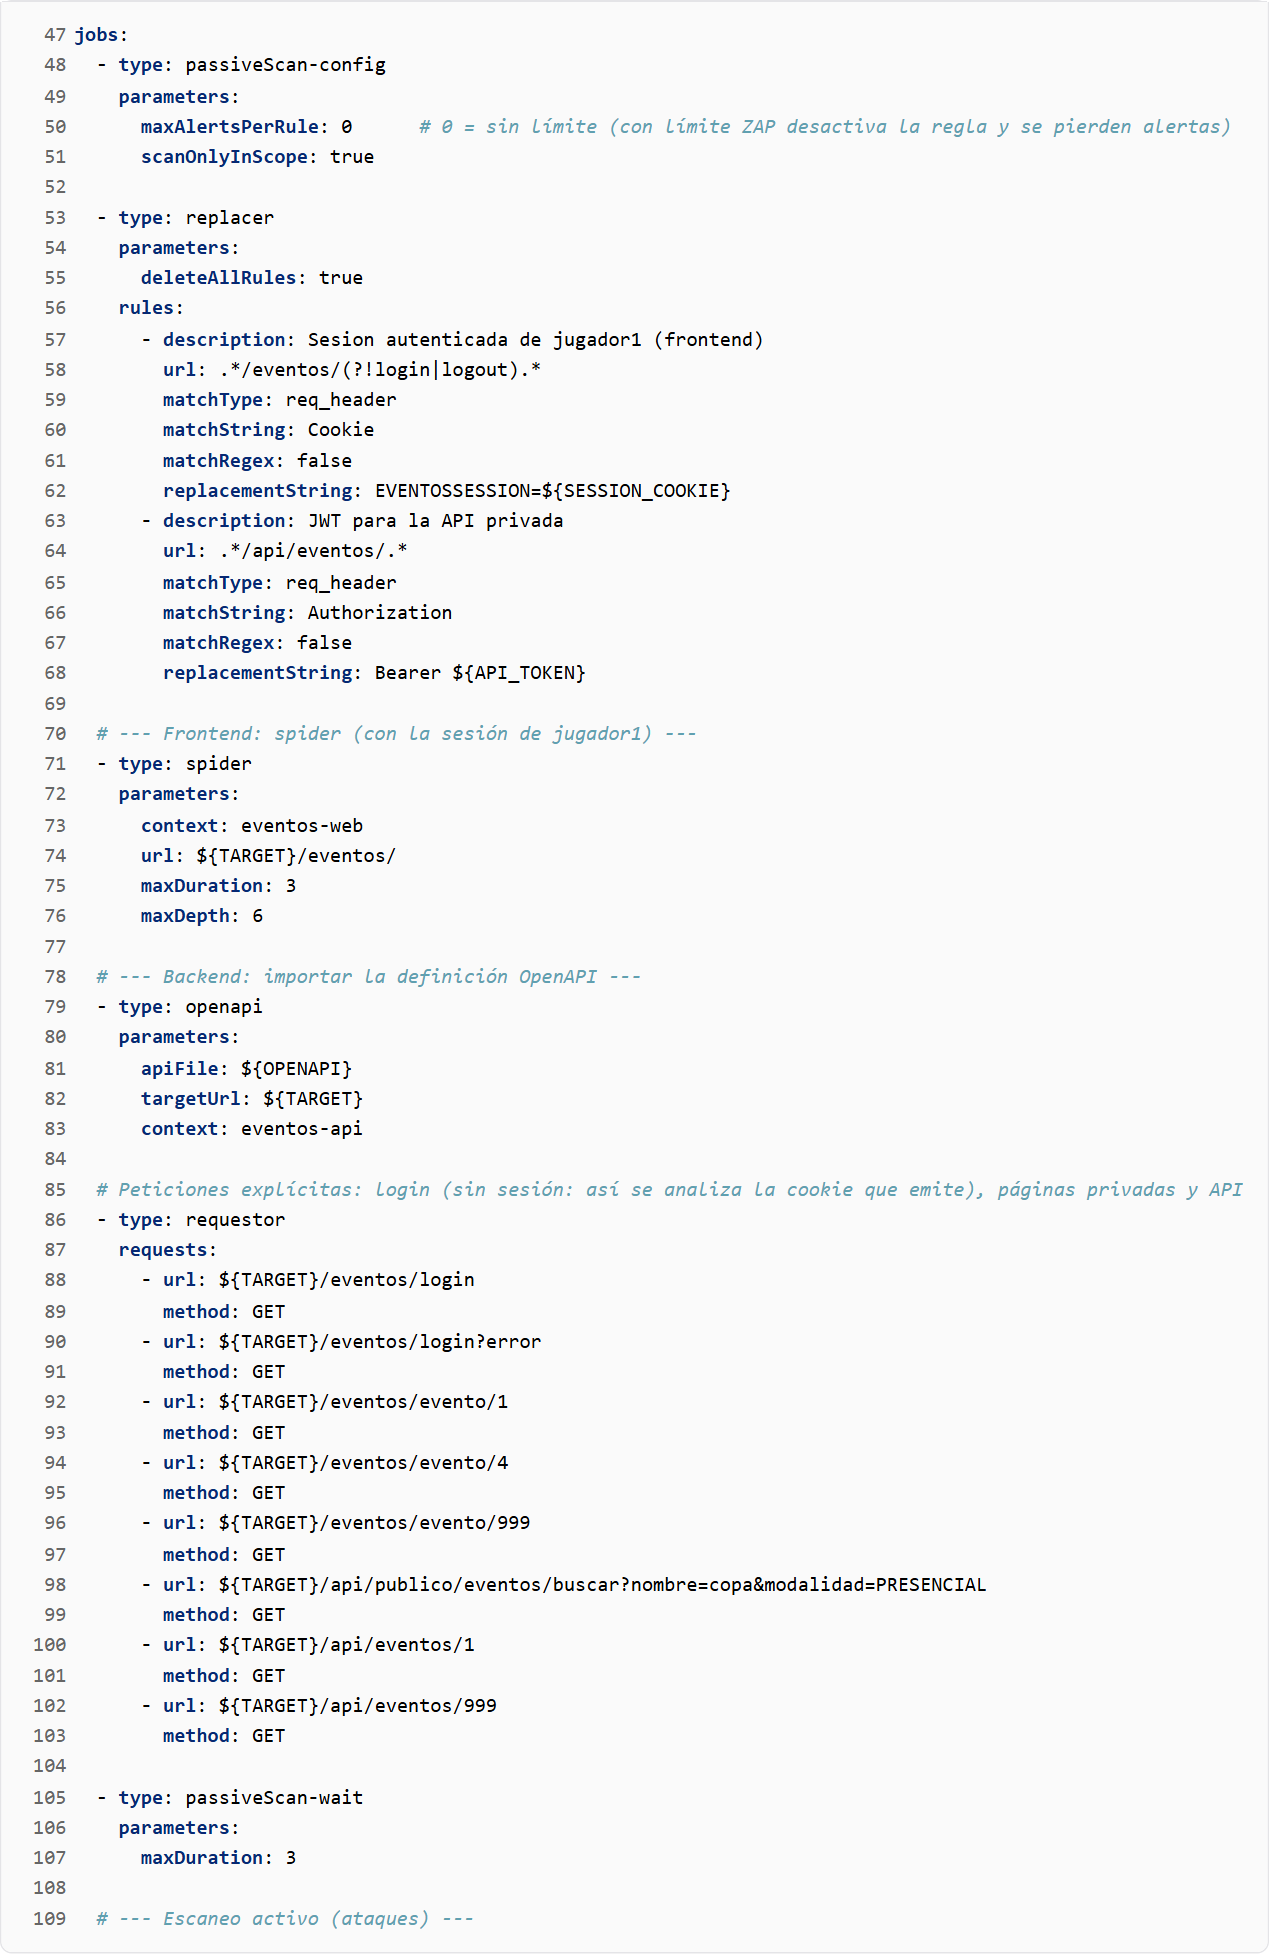 47 jobs:
48   - type: passiveScan-config
49     parameters:
50       maxAlertsPerRule: 0      # 0 = sin límite (con límite ZAP desactiva la regla y se pierden alertas)
51       scanOnlyInScope: true
52
53   - type: replacer
54     parameters:
55       deleteAllRules: true
56     rules:
57       - description: Sesion autenticada de jugador1 (frontend)
58         url: .*/eventos/(?!login|logout).*
59         matchType: req_header
60         matchString: Cookie
61         matchRegex: false
62         replacementString: EVENTOSSESSION=${SESSION_COOKIE}
63       - description: JWT para la API privada
64         url: .*/api/eventos/.*
65         matchType: req_header
66         matchString: Authorization
67         matchRegex: false
68         replacementString: Bearer ${API_TOKEN}
69
70   # --- Frontend: spider (con la sesión de jugador1) ---
71   - type: spider
72     parameters:
73       context: eventos-web
74       url: ${TARGET}/eventos/
75       maxDuration: 3
76       maxDepth: 6
77
78   # --- Backend: importar la definición OpenAPI ---
79   - type: openapi
80     parameters:
81       apiFile: ${OPENAPI}
82       targetUrl: ${TARGET}
83       context: eventos-api
84
85   # Peticiones explícitas: login (sin sesión: así se analiza la cookie que emite), páginas privadas y API
86   - type: requestor
87     requests:
88       - url: ${TARGET}/eventos/login
89         method: GET
90       - url: ${TARGET}/eventos/login?error
91         method: GET
92       - url: ${TARGET}/eventos/evento/1
93         method: GET
94       - url: ${TARGET}/eventos/evento/4
95         method: GET
96       - url: ${TARGET}/eventos/evento/999
97         method: GET
98       - url: ${TARGET}/api/publico/eventos/buscar?nombre=copa&modalidad=PRESENCIAL
99         method: GET
100       - url: ${TARGET}/api/eventos/1
101         method: GET
102       - url: ${TARGET}/api/eventos/999
103         method: GET
104
105   - type: passiveScan-wait
106     parameters:
107       maxDuration: 3
108
109   # --- Escaneo activo (ataques) ---